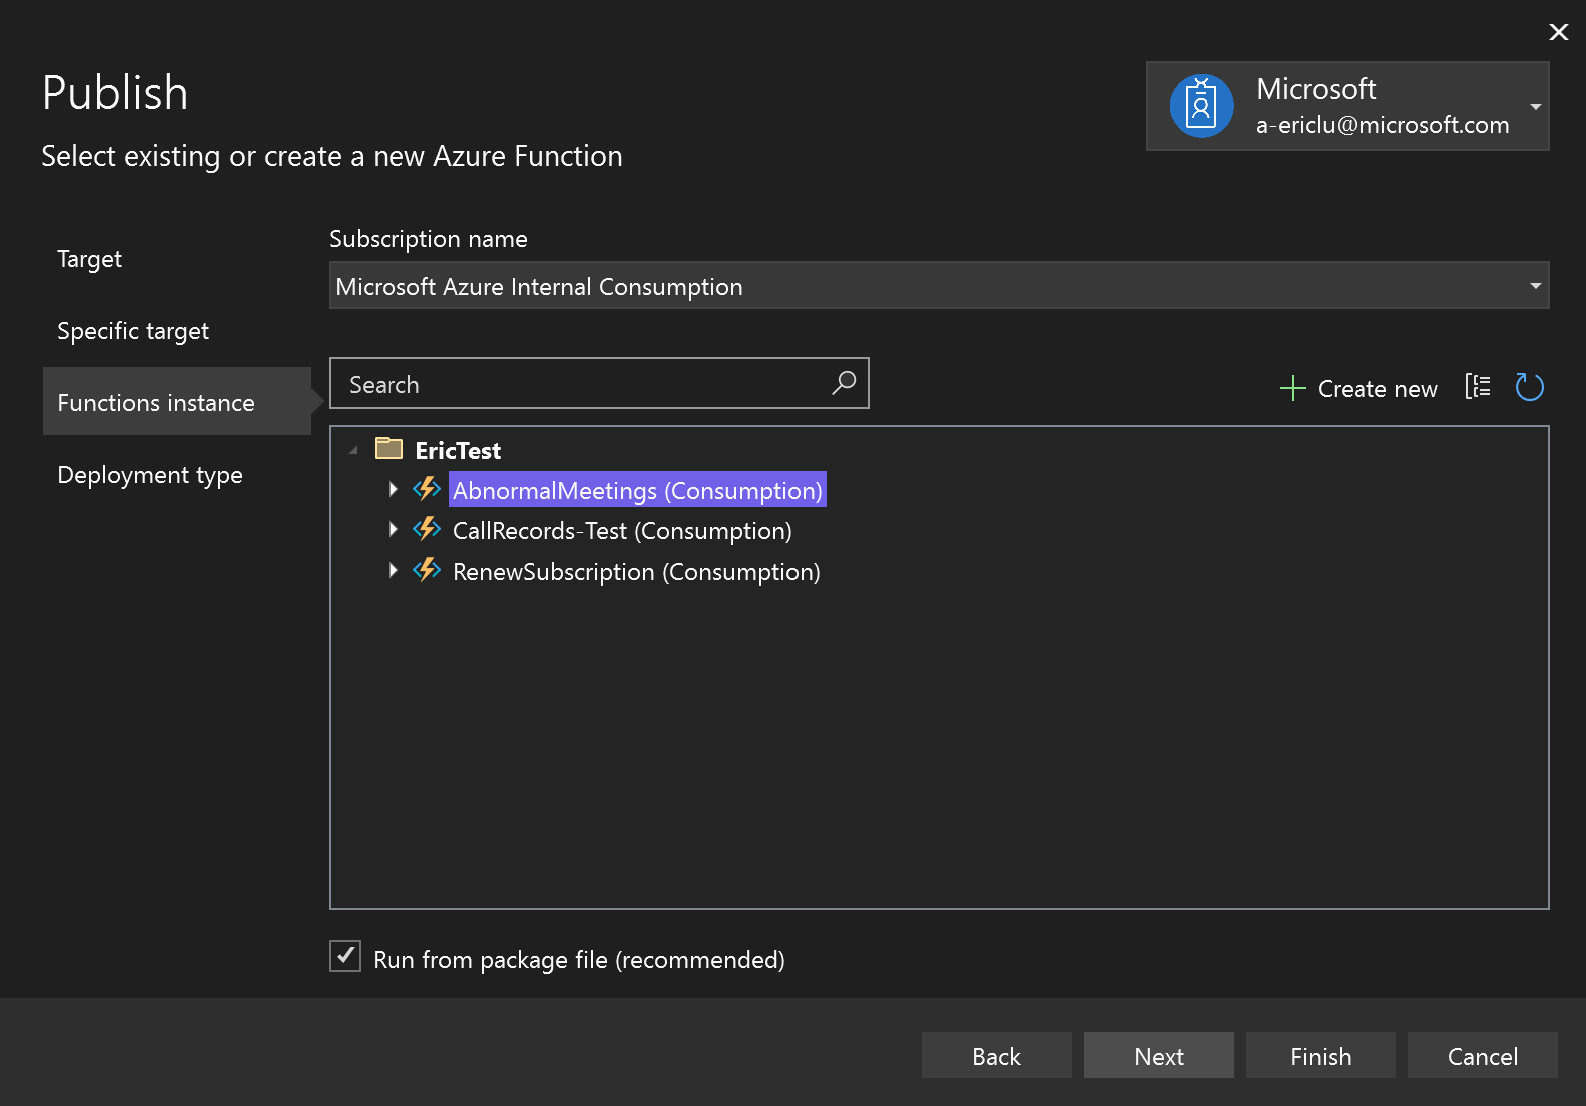 Publish
Select existing or create a new Azure Function
Microsoft
a-ericlu@microsoft.com
Target
Specific target
Functions instance
Deployment type
Subscription name
Microsoft Azure Internal Consumption
Search
Create new
EricTest
AbnormalMeetings (Consumption)
CallRecords-Test (Consumption)
RenewSubscription (Consumption)
Run from package file (recommended)
Back
Next
Finish
Cancel